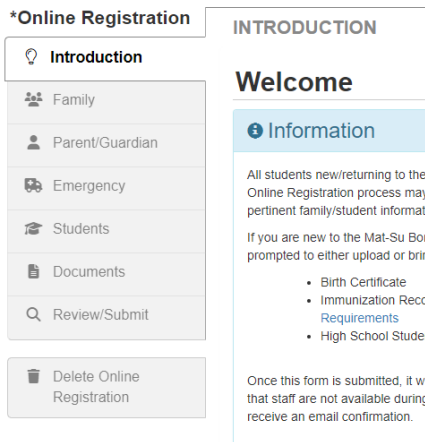 *Online Registration
Introduction
Family
Parent/Guardian
Emergency
Students
Documents
Review/Submit
Delete Online
Registration
INTRODUCTION
Welcome
Information
All students new/returning to the
Online Registration process may
pertinent family/student informat
If you are new to the Mat-Su Bo
prompted to either upload or brin
• Birth Certificate
• Immunization Reco
Requirements
• High School Stude
Once this form is submitted, it w
that staff are not available during
receive an email confirmation.